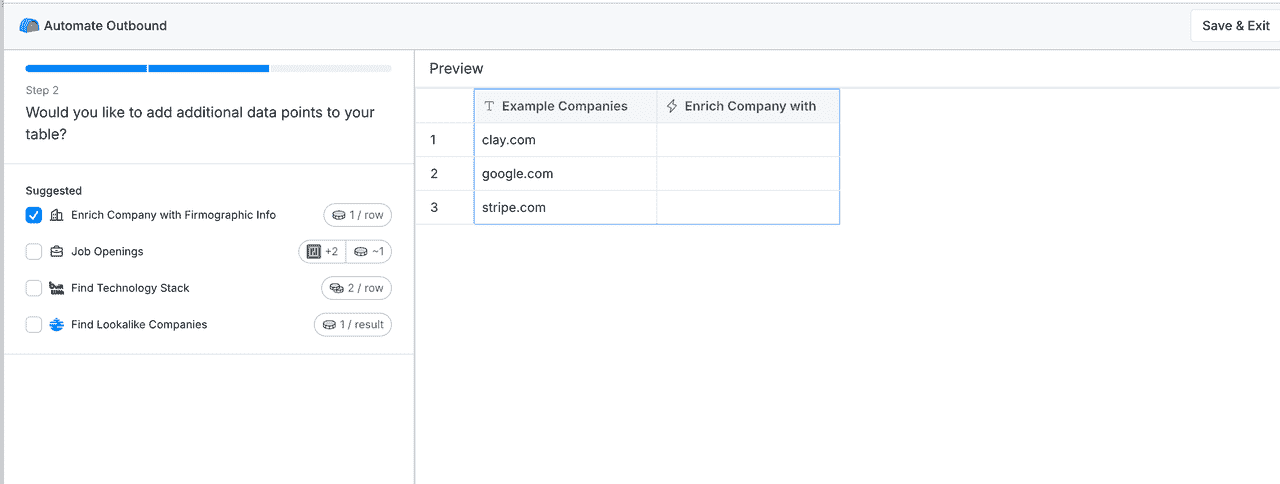 Automate Outbound
Save & Exit
Step 2
Would you like to add additional data points to your
table?
Suggested
Enrich Company with Firmographic Info
1 / row
Job Openings
+2
~1
Find Technology Stack
2 / row
Find Lookalike Companies
1 / result
Preview
Example Companies
Enrich Company with
1
clay.com
2
google.com
3
stripe.com